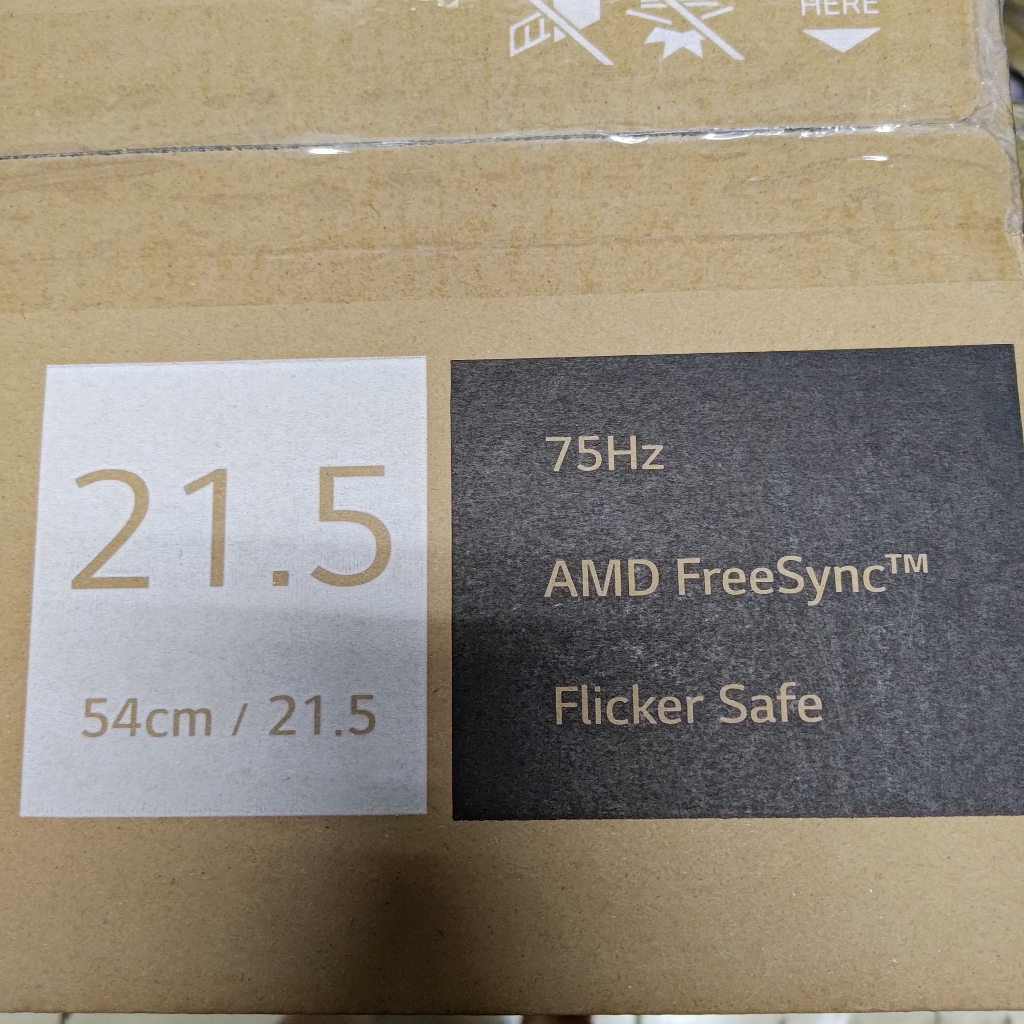 HERE
21.5
54cm / 21.5
75Hz
AMD FreeSync™
Flicker Safe